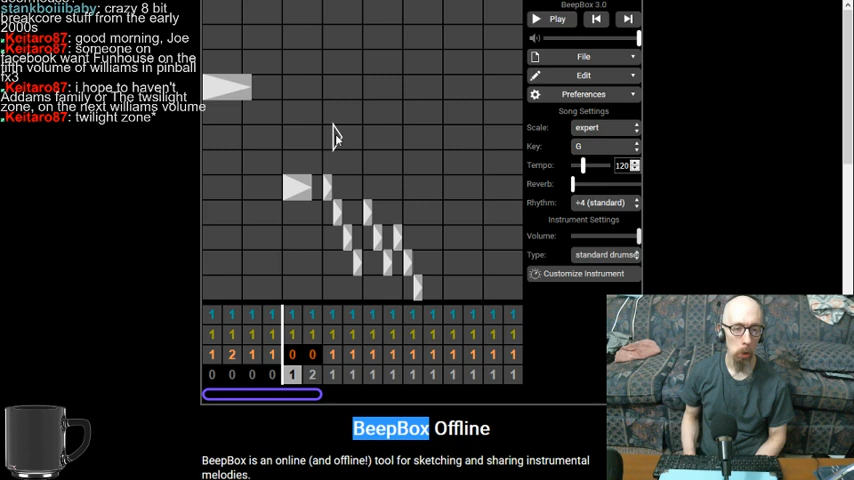 doomhouse?
stankboiiibaby: crazy 8 bit
breakcore stuff from the early
2000s
Keitaro87: good morning, Joe
Keitaro87: someone on
facebook want Funhouse on the
fifth volume of williams in pinball
fx3
Keitaro87: i hope to haven't
Addams family or The twsilight
zone, on the next williams volume
Keitaro87: twilight zone*
BeepBox 3.0
Play
File
Edit
Preferences
Song Settings
Scale: expert
Key: G
Tempo: 120
Reverb:
Rhythm: ÷4 (standard)
Instrument Settings
Volume:
Type: standard drums
Customize Instrument
1 1 1 1 1 1 1 1 1 1 1 1 1 1 1 1
1 1 1 1 1 1 1 1 1 1 1 1 1 1 1 1
1 2 1 1 0 0 1 1 1 1 1 1 1 1 1 1
0 0 0 0 1 2 1 1 1 1 1 1 1 1 1 1
BeepBox Offline
BeepBox is an online (and offline!) tool for sketching and sharing instrumental
melodies.